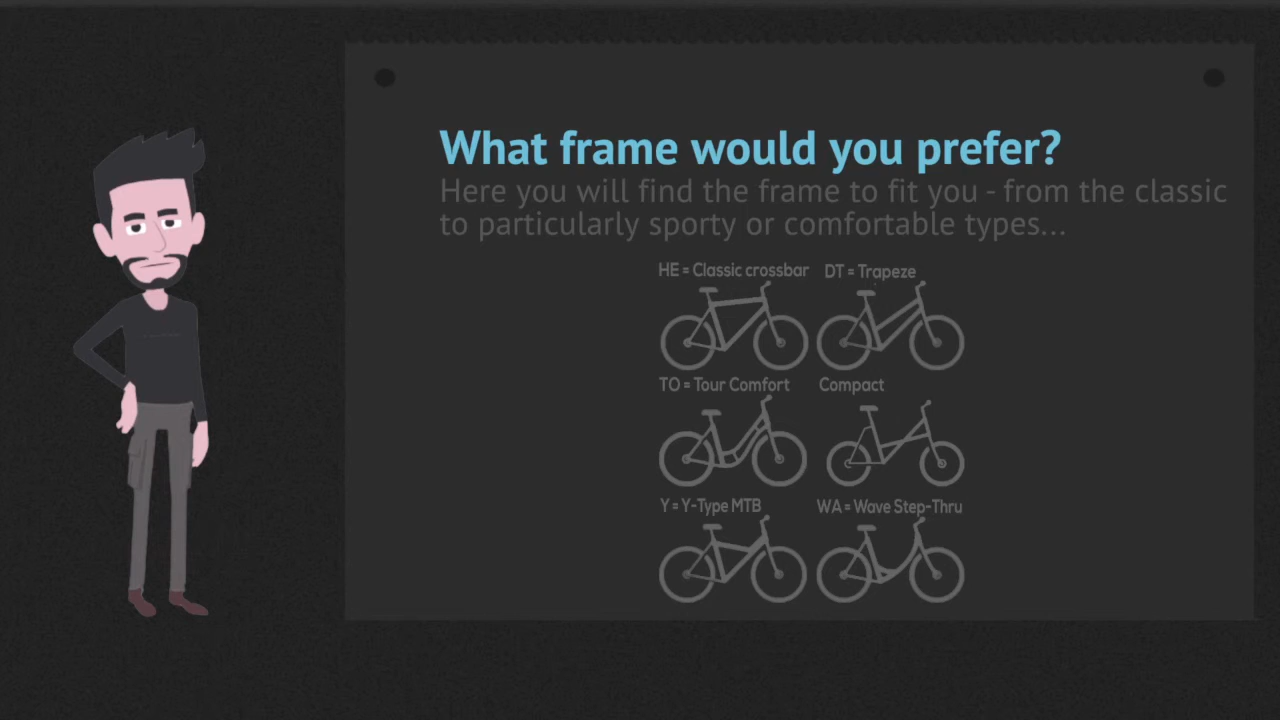 What frame would you prefer?
Here you will find the frame to fit you - from the classic
to particularly sporty or comfortable types...
HE = Classic crossbar DT = Trapeze
TO = Tour Comfort Compact
Y = Y-Type MTB WA = Wave Step-Thru